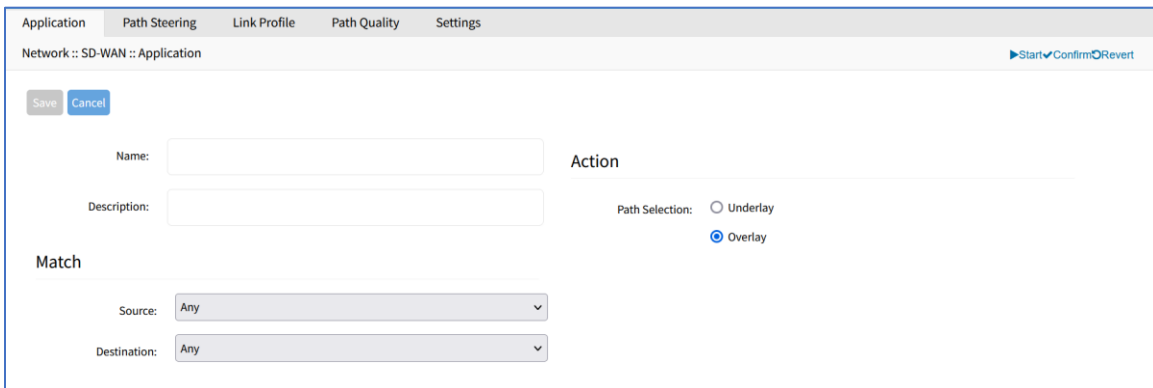 Application Path Steering Link Profile Path Quality Settings
Network :: SD-WAN :: Application
Start Confirm Revert
Save Cancel
Name:
Description:
Match
Source: Any
Destination: Any
Action
Path Selection: Underlay
Overlay